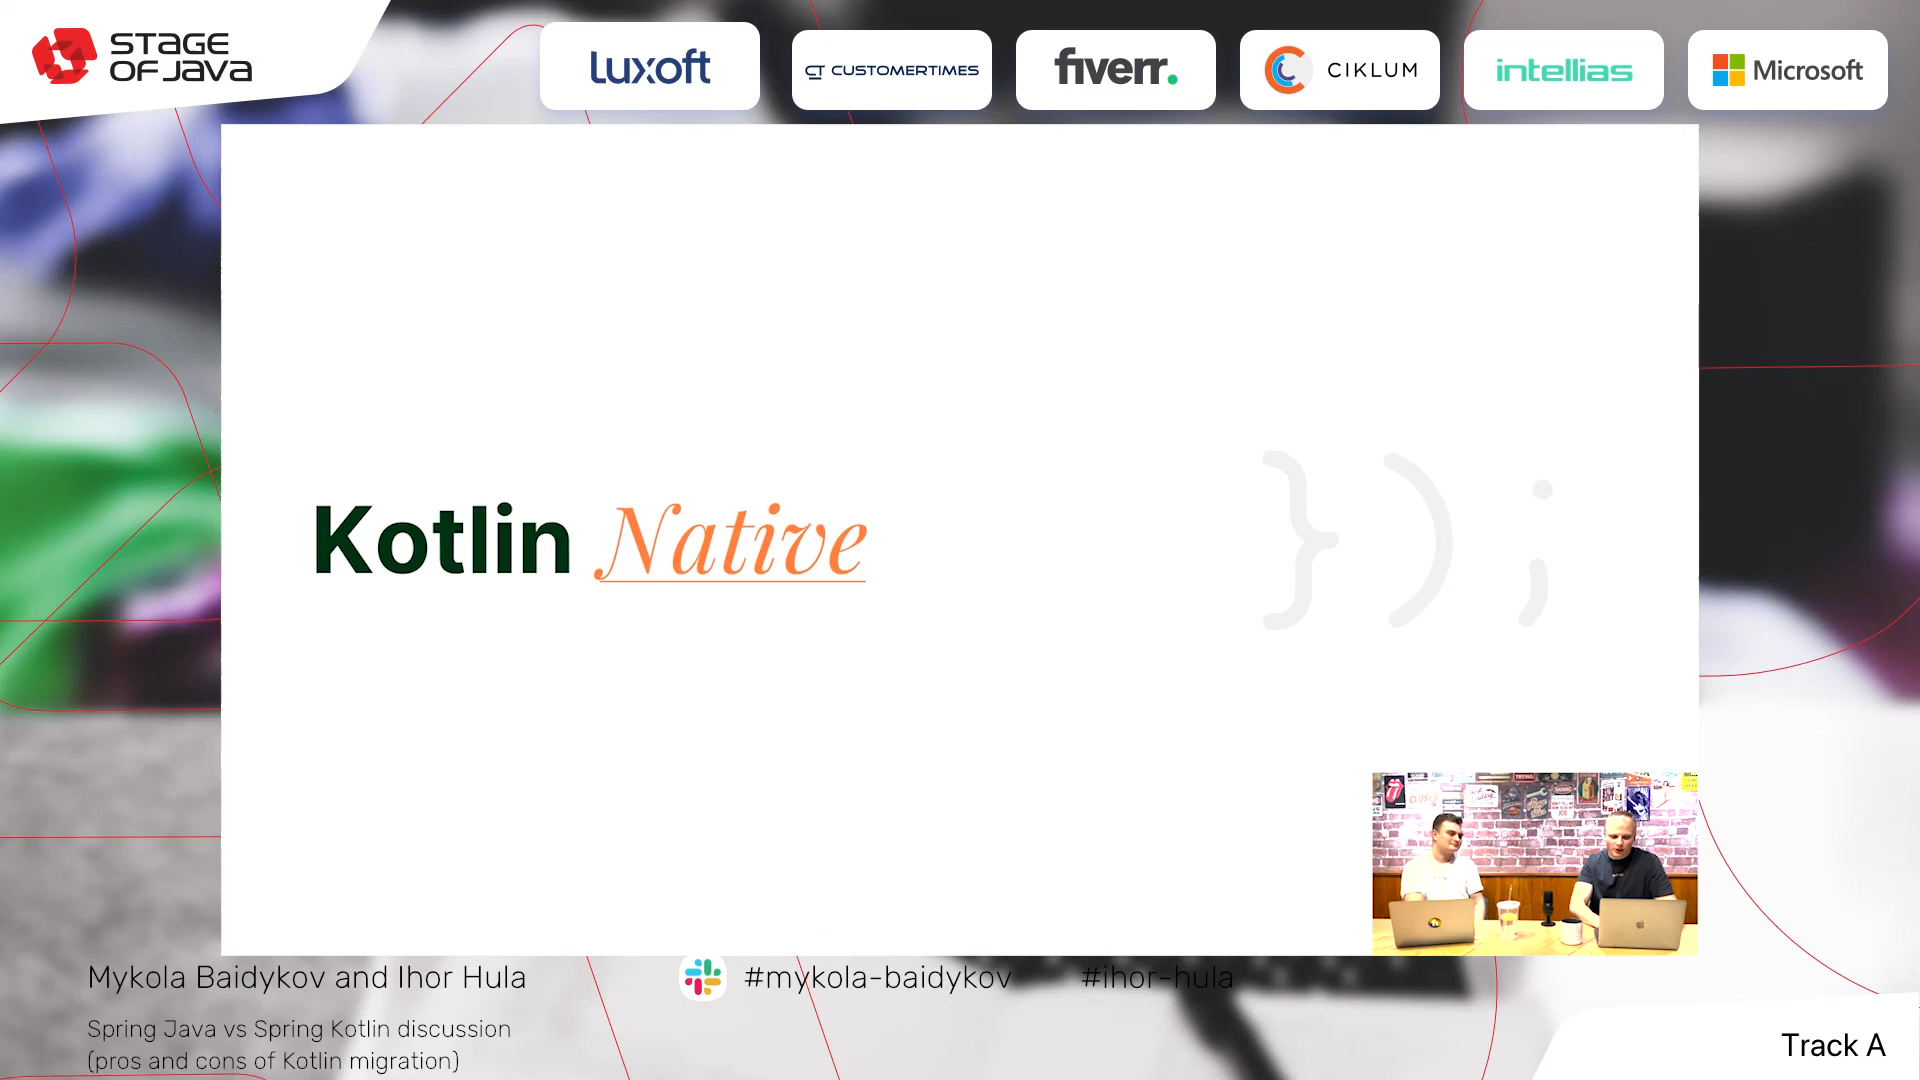 STAGE
OF JAVA
luxoft
CT CUSTOMERTIMES
fiverr.
CIKLUM
intellias
Microsoft
Kotlin Native
});
Mykola Baidykov and Ihor Hula
#mykola-baidykov
#ihor-hula
Spring Java vs Spring Kotlin discussion
(pros and cons of Kotlin migration)
Track A